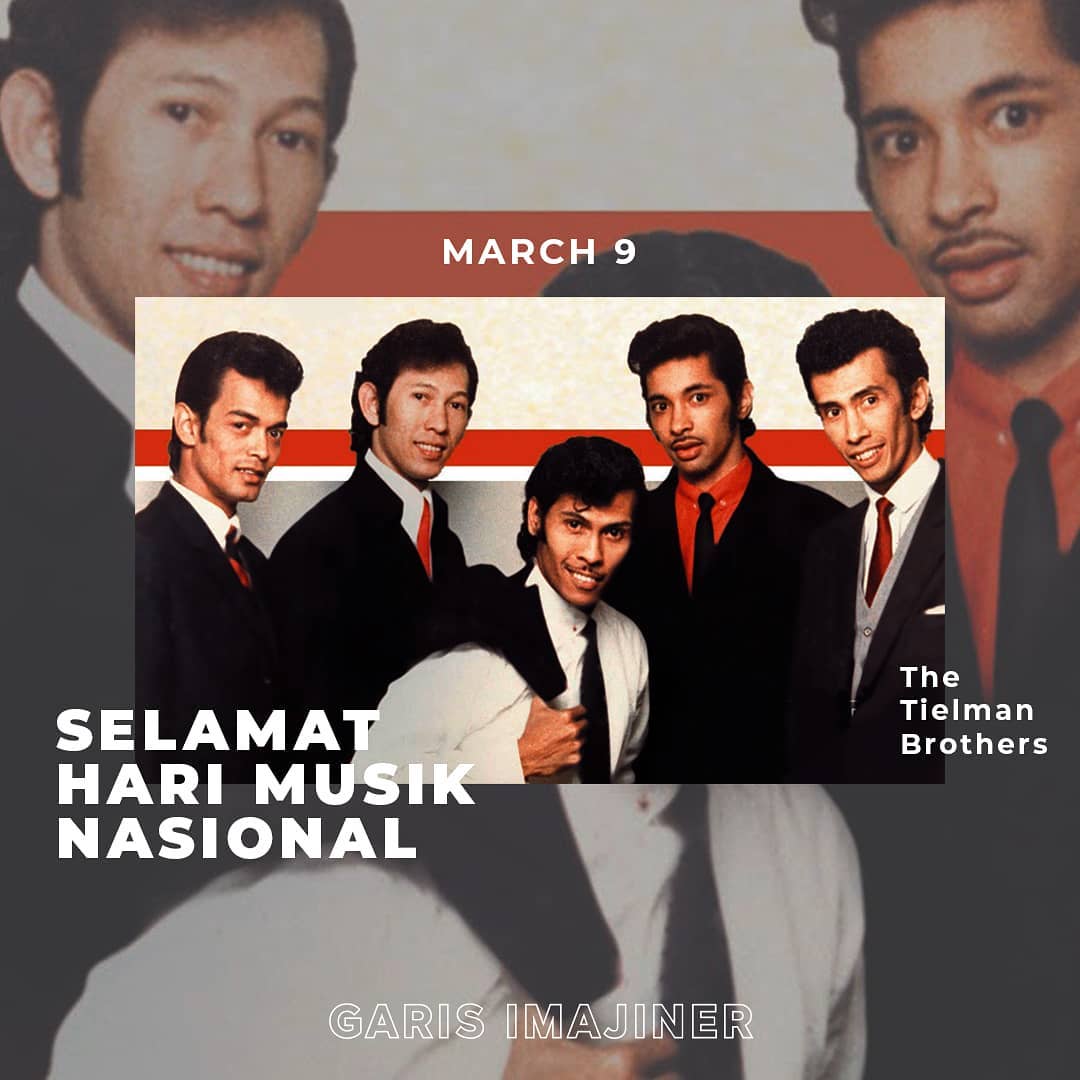 MARCH 9
The
Tielman
Brothers
SELAMAT
HARI MUSIK
NASIONAL
GARIS IMAJINER